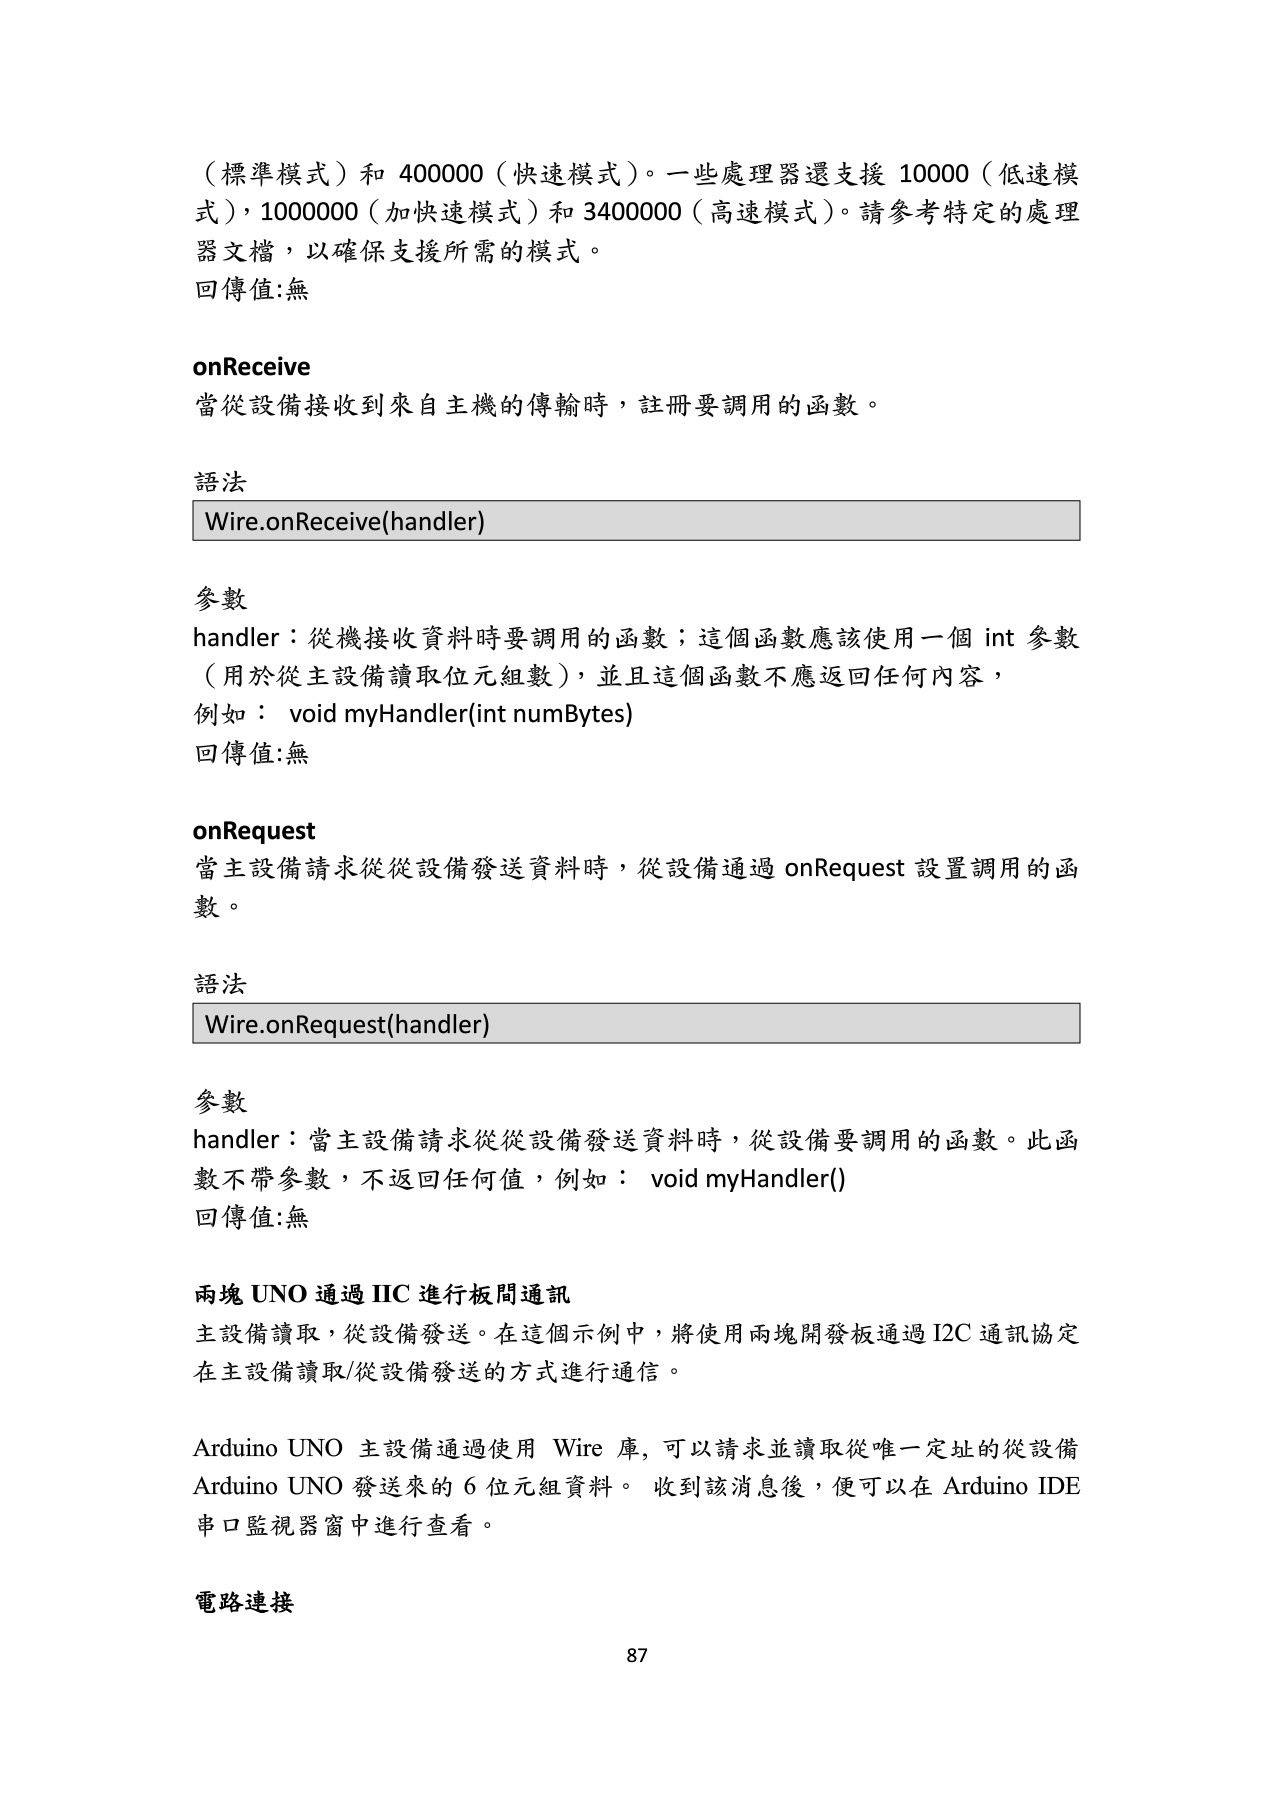 （標準模式）和 400000（快速模式）。一些處理器還支援 10000（低速模
式），1000000（加快速模式）和 3400000（高速模式）。請參考特定的處理
器文檔，以確保支援所需的模式。
回傳值:無
onReceive
當從設備接收到來自主機的傳輸時，註冊要調用的函數。
語法
Wire.onReceive(handler)
參數
handler：從機接收資料時要調用的函數；這個函數應該使用一個 int 參數
（用於從主設備讀取位元組數），並且這個函數不應返回任何內容，
例如： void myHandler(int numBytes)
回傳值:無
onRequest
當主設備請求從從設備發送資料時，從設備通過 onRequest 設置調用的函
數。
語法
Wire.onRequest(handler)
參數
handler：當主設備請求從從設備發送資料時，從設備要調用的函數。此函
數不帶參數，不返回任何值，例如： void myHandler()
回傳值:無
兩塊 UNO 通過 IIC 進行板間通訊
主設備讀取，從設備發送。在這個示例中，將使用兩塊開發板通過 I2C 通訊協定
在主設備讀取/從設備發送的方式進行通信。
Arduino UNO 主設備通過使用 Wire 庫, 可以請求並讀取從唯一定址的從設備
Arduino UNO 發送來的 6 位元組資料。 收到該消息後，便可以在 Arduino IDE
串口監視器窗中進行查看。
電路連接
87